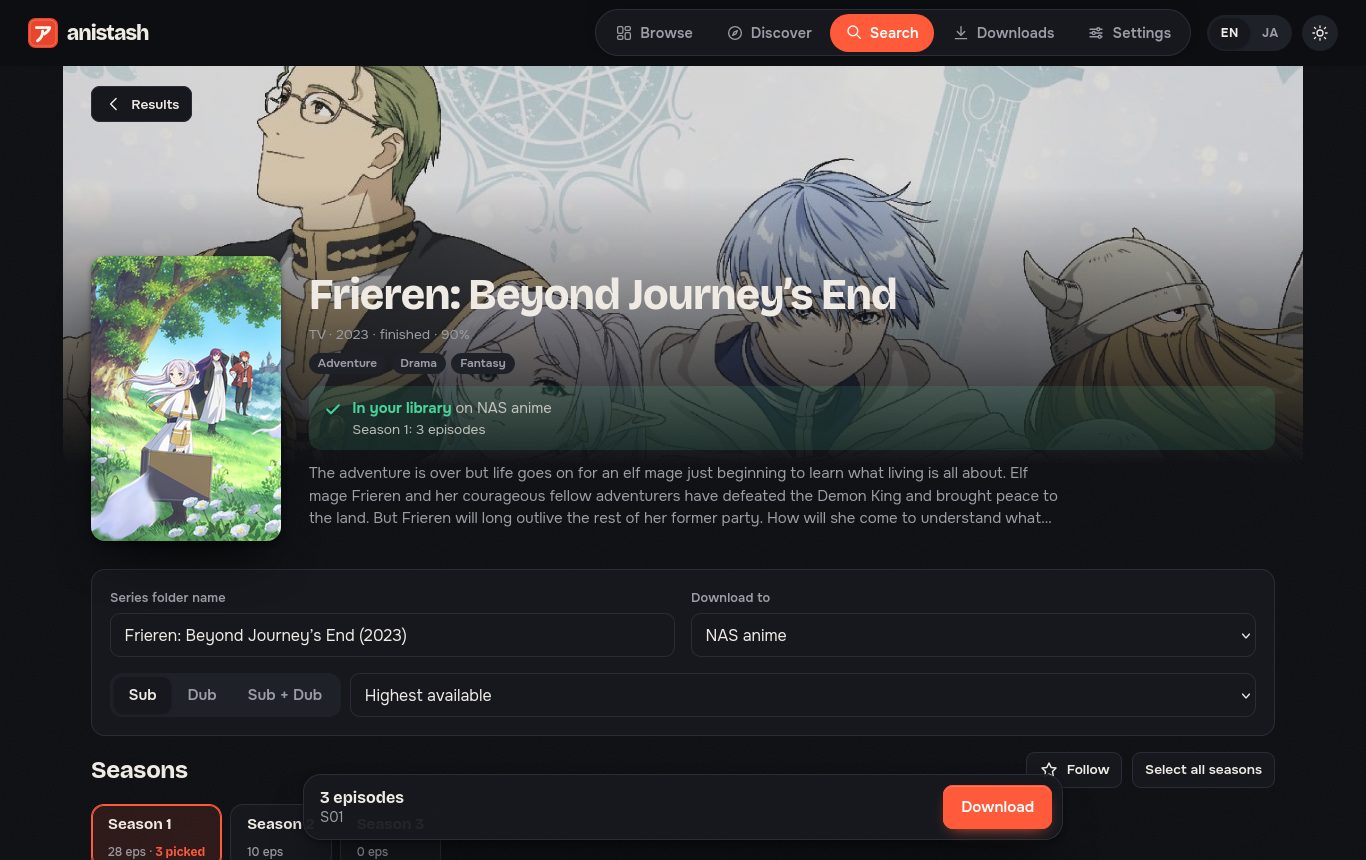 ア anistash
Browse
Discover
Search
Downloads
Settings
EN JA
Results
Frieren: Beyond Journey's End
TV · 2023 · finished · 90%
Adventure Drama Fantasy
In your library on NAS anime
Season 1: 3 episodes
The adventure is over but life goes on for an elf mage just beginning to learn what living is all about. Elf
mage Frieren and her courageous fellow adventurers have defeated the Demon King and brought peace to
the land. But Frieren will long outlive the rest of her former party. How will she come to understand what…
Series folder name
Frieren: Beyond Journey’s End (2023)
Download to
NAS anime
Sub Dub Sub + Dub
Highest available
Seasons
Follow
Select all seasons
3 episodes
S01
Download
Season 1
28 eps · 3 picked
Season 2
10 eps
Season 3
0 eps